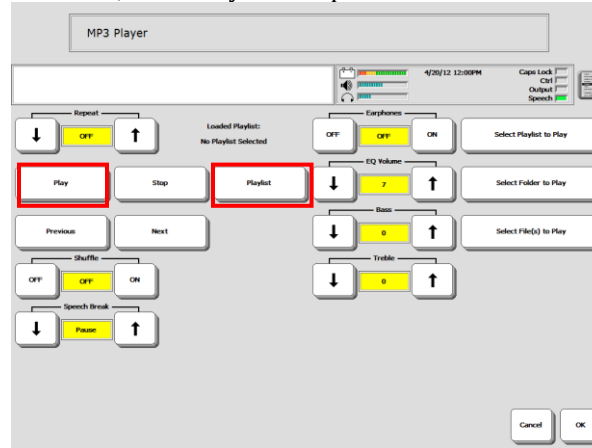 MP3 Player
4/20/12 12:00PM
Caps Lock
Ctrl
Output
Speech
Repeat
OFF
Loaded Playlist:
No Playlist Selected
Earphones
OFF OFF ON
Select Playlist to Play
Play Stop Playlist
EQ Volume
7
Select Folder to Play
Previous Next
Bass
0
Select File(s) to Play
Shuffle
OFF OFF ON
Treble
0
Speech Break
Pause
Cancel OK